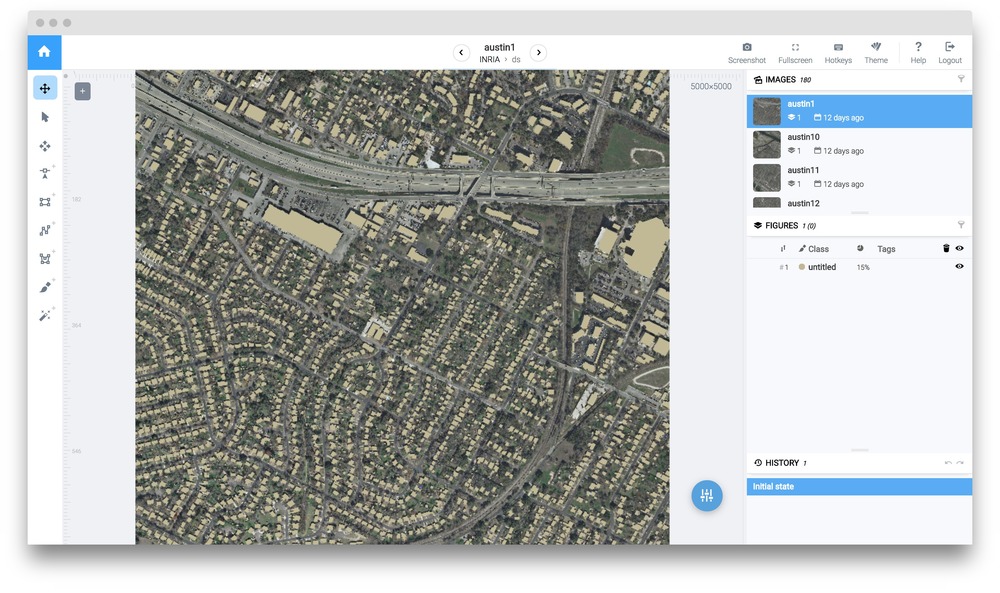 austin1
INRIA › ds
Screenshot
Fullscreen
Hotkeys
Theme
Help
Logout
5000×5000
182
364
546
IMAGES 180
austin1
1 12 days ago
austin10
1 12 days ago
austin11
1 12 days ago
austin12
FIGURES 1 (0)
Class Tags
#1 untitled 15%
HISTORY 1
Initial state